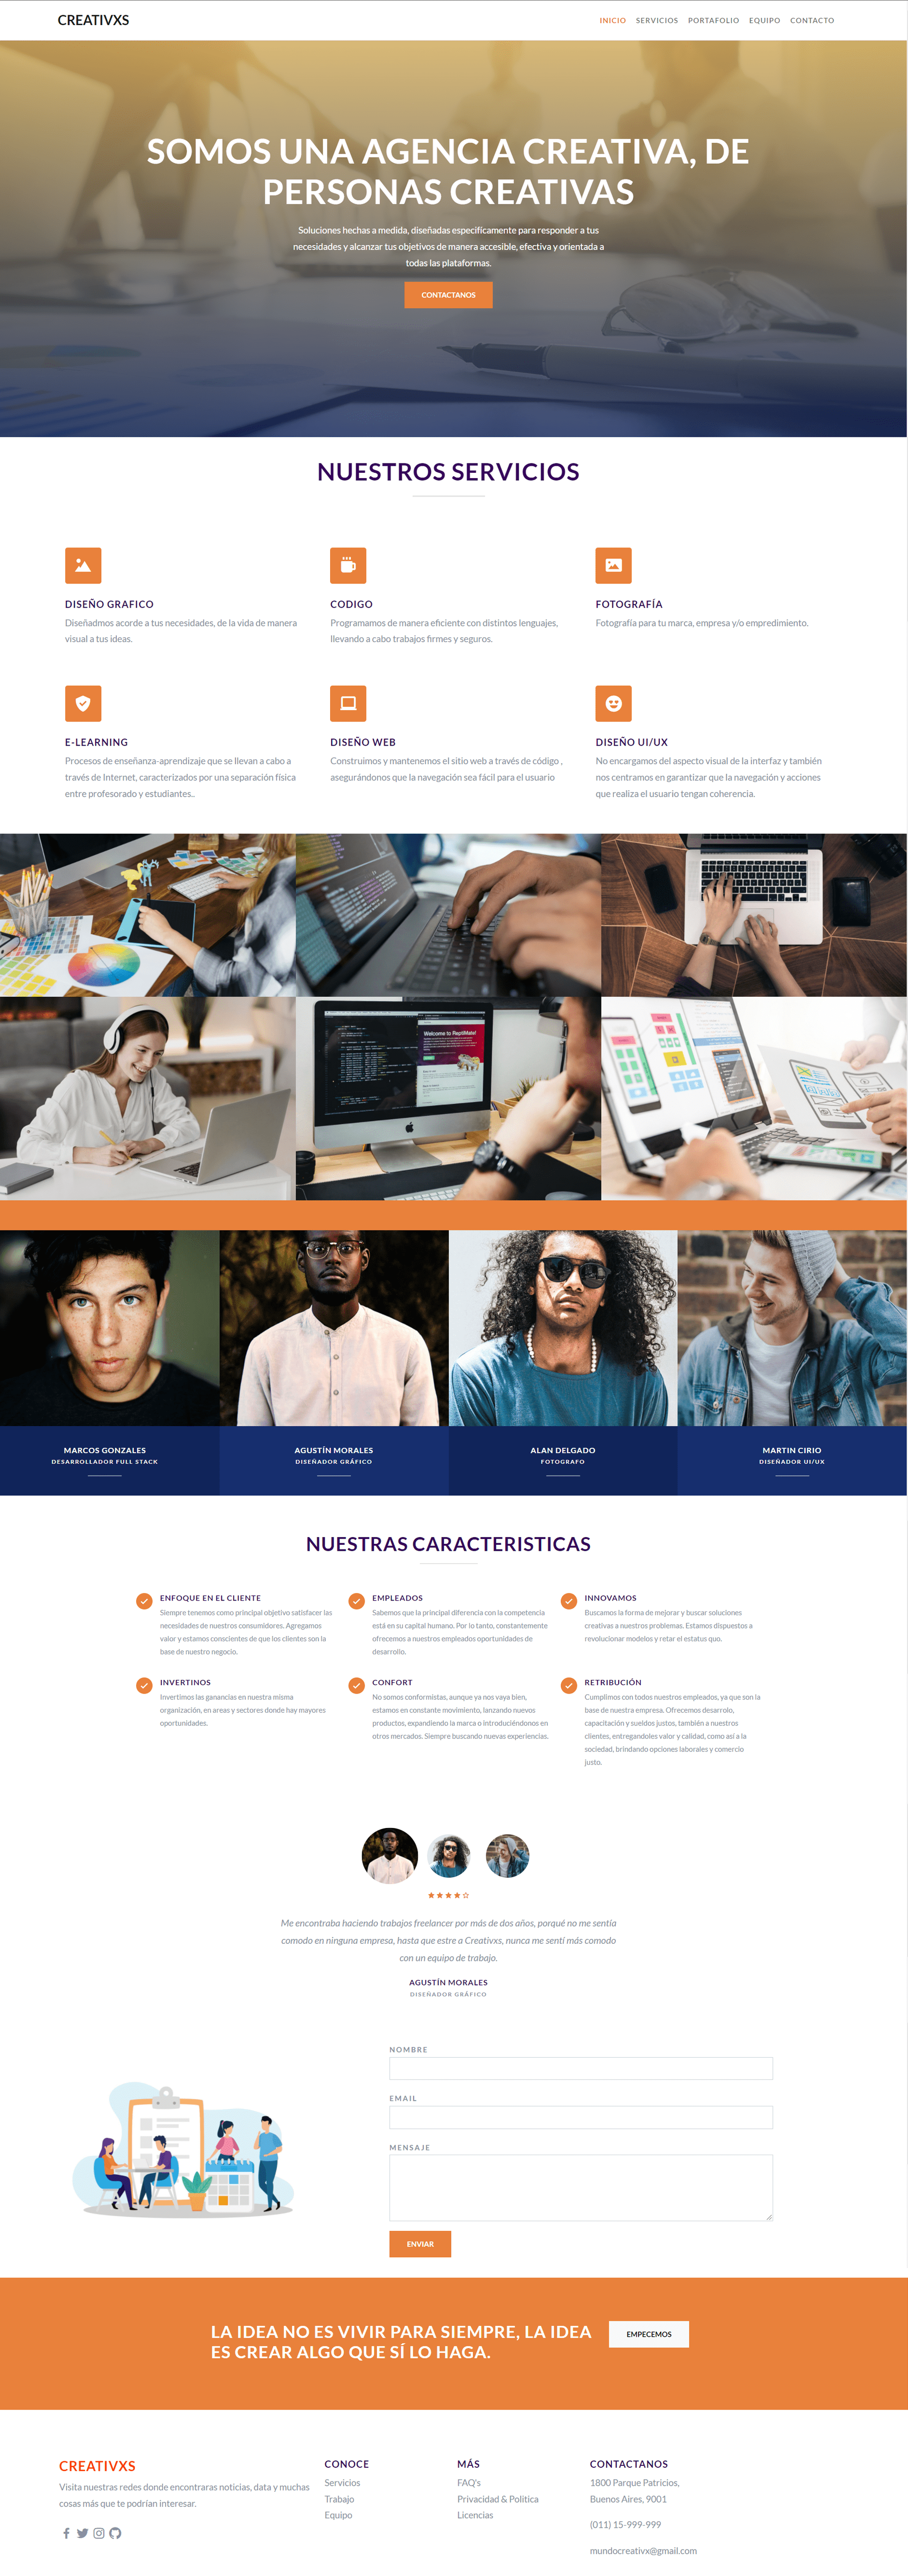 CREATIVXS
INICIO SERVICIOS PORTAFOLIO EQUIPO CONTACTO
SOMOS UNA AGENCIA CREATIVA, DE
PERSONAS CREATIVAS
Soluciones hechas a medida, diseñadas específicamente para responder a tus
necesidades y alcanzar tus objetivos de manera accesible, efectiva y orientada a
todas las plataformas.
CONTACTANOS
NUESTROS SERVICIOS
DISEÑO GRAFICO
Diseñadmos acorde a tus necesidades, de la vida de manera
visual a tus ideas.
CODIGO
Programamos de manera eficiente con distintos lenguajes,
llevando a cabo trabajos firmes y seguros.
FOTOGRAFÍA
Fotografía para tu marca, empresa y/o empredimiento.
E-LEARNING
Procesos de enseñanza-aprendizaje que se llevan a cabo a
través de Internet, caracterizados por una separación física
entre profesorado y estudiantes..
DISEÑO WEB
Construimos y mantenemos el sitio web a través de código ,
asegurándonos que la navegación sea fácil para el usuario
DISEÑO UI/UX
No encargamos del aspecto visual de la interfaz y también
nos centramos en garantizar que la navegación y acciones
que realiza el usuario tengan coherencia.
Welcome to ReptiMate!
MARCOS GONZALES
DESARROLLADOR FULL STACK
AGUSTÍN MORALES
DISEÑADOR GRÁFICO
ALAN DELGADO
FOTOGRAFO
MARTIN CIRIO
DISEÑADOR UI/UX
NUESTRAS CARACTERISTICAS
ENFOQUE EN EL CLIENTE
Siempre tenemos como principal objetivo satisfacer las
necesidades de nuestros consumidores. Agregamos
valor y estamos conscientes de que los clientes son la
base de nuestro negocio.
EMPLEADOS
Sabemos que la principal diferencia con la competencia
está en su capital humano. Por lo tanto, constantemente
ofrecemos a nuestros empleados oportunidades de
desarrollo.
INNOVAMOS
Buscamos la forma de mejorar y buscar soluciones
creativas a nuestros problemas. Estamos dispuestos a
revolucionar modelos y retar el estatus quo.
INVERTINOS
Invertimos las ganancias en nuestra misma
organización, en areas y sectores donde hay mayores
oportunidades.
CONFORT
No somos conformistas, aunque ya nos vaya bien,
estamos en constante movimiento, lanzando nuevos
productos, expandiendo la marca o introduciéndonos en
otros mercados. Siempre buscando nuevas experiencias.
RETRIBUCIÓN
Cumplimos con todos nuestros empleados, ya que son la
base de nuestra empresa. Ofrecemos desarrolo,
capacitación y sueldos justos, también a nuestros
clientes, entregandoles valor y calidad, como así a la
sociedad, brindando opciones laborales y comercio
justo.
Me encontraba haciendo trabajos freelancer por más de dos años, porqué no me sentía
comodo en ninguna empresa, hasta que estre a Creativxs, nunca me sentí más comodo
con un equipo de trabajo.
AGUSTÍN MORALES
DISEÑADOR GRÁFICO
NOMBRE
EMAIL
MENSAJE
ENVIAR
LA IDEA NO ES VIVIR PARA SIEMPRE, LA IDEA
ES CREAR ALGO QUE SÍ LO HAGA.
EMPECEMOS
CREATIVXS
Visita nuestras redes donde encontraras noticias, data y muchas
cosas más que te podrían interesar.
CONOCE
Servicios
Trabajo
Equipo
MÁS
FAQ's
Privacidad & Politica
Licencias
CONTACTANOS
1800 Parque Patricios,
Buenos Aires, 9001
(011) 15-999-999
mundocreativx@gmail.com